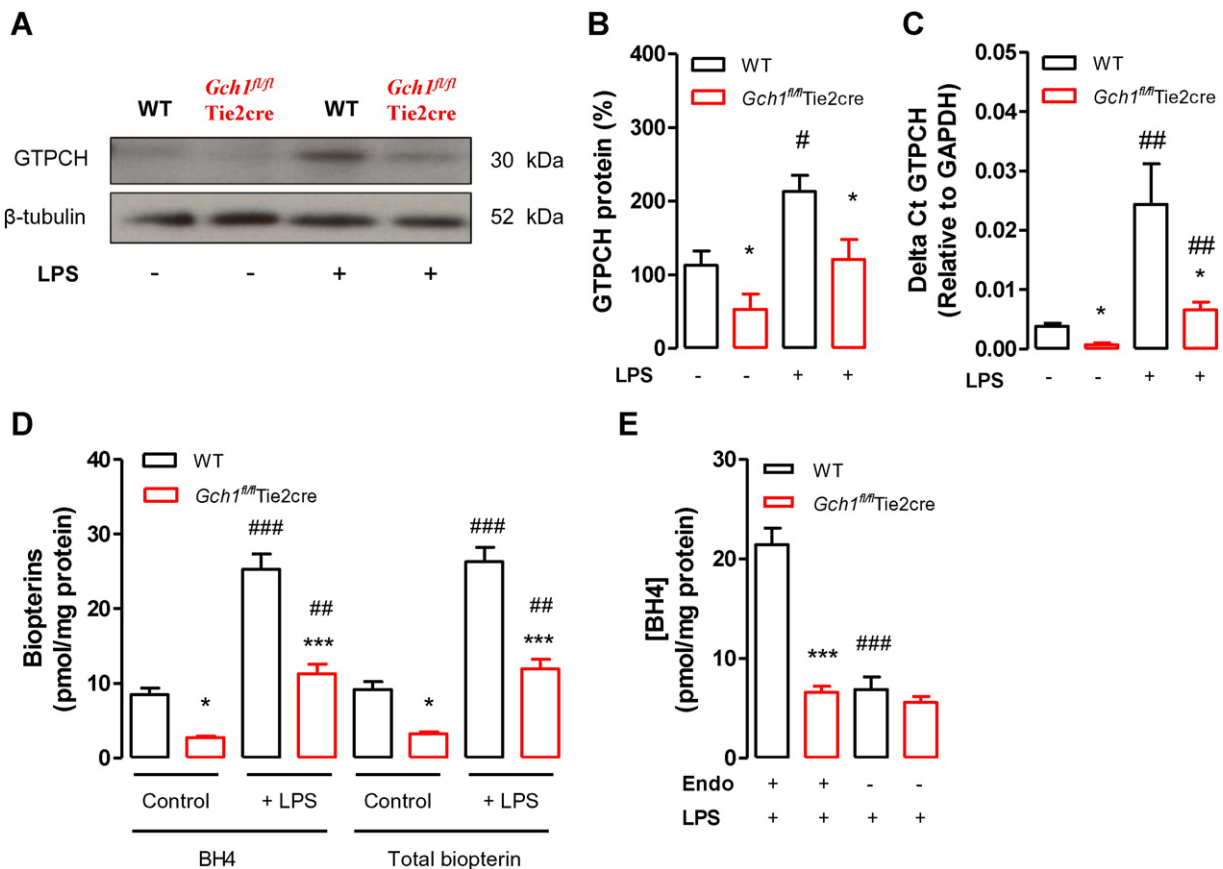 A
WT
Gch1fl/fl
Tie2cre
WT
Gch1fl/fl
Tie2cre
GTPCH
30 kDa
β-tubulin
52 kDa
LPS - - + +
B
WT
Gch1fl/flTie2cre
GTPCH protein (%)
400
300
200
100
0
#
*
*
LPS - - + +
C
WT
Gch1fl/flTie2cre
Delta Ct GTPCH
(Relative to GAPDH)
0.05
0.04
0.03
0.02
0.01
0.00
##
##
*
*
LPS - - + +
D
WT
Gch1fl/flTie2cre
Biopterins
(pmol/mg protein)
40
30
20
10
0
###
###
##
##
***
***
*
*
Control + LPS Control + LPS
BH4 Total biopterin
E
WT
Gch1fl/flTie2cre
[BH4]
(pmol/mg protein)
30
20
10
0
***
###
Endo + + - -
LPS + + + +